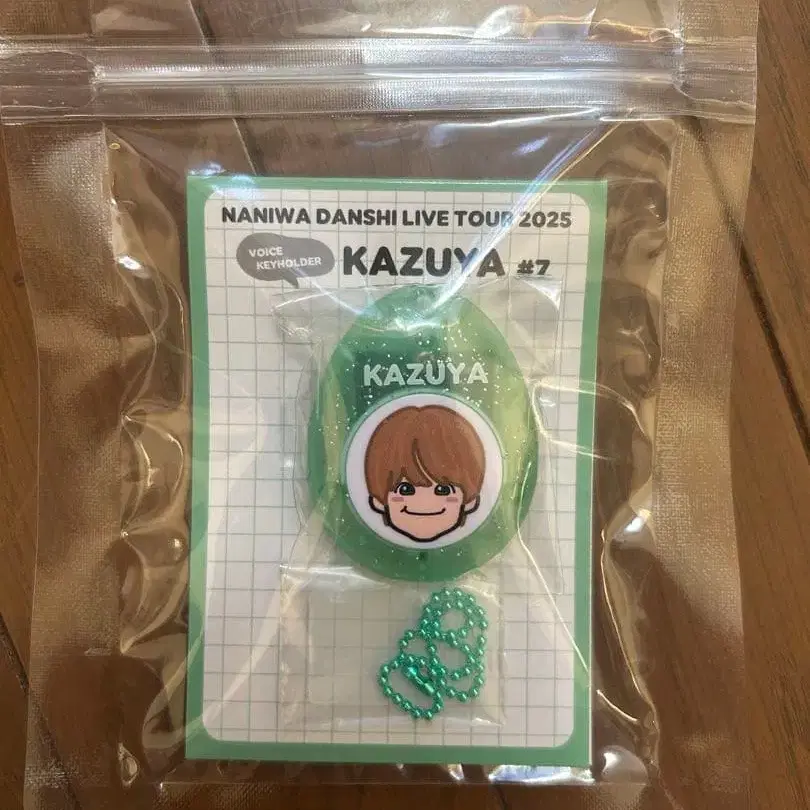 NANIWA DANSHI LIVE TOUR 2025
VOICE
KEYHOLDER
KAZUYA #7
KAZUYA